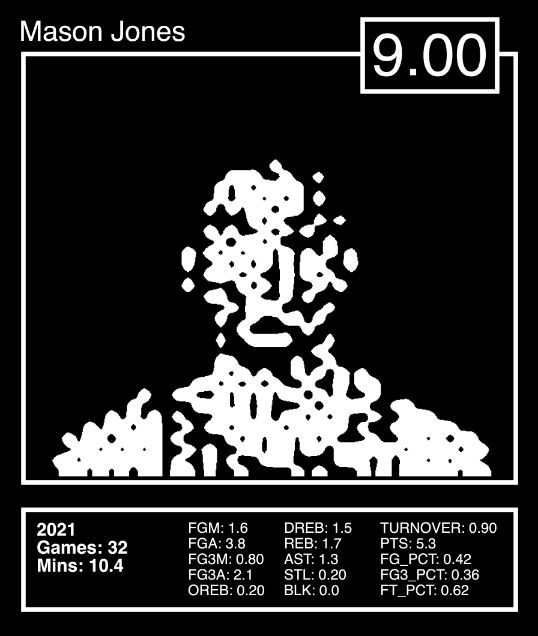 Mason Jones
9.00
2021
Games: 32
Mins: 10.4
FGM: 1.6
FGA: 3.8
FG3M: 0.80
FG3A: 2.1
OREB: 0.20
DREB: 1.5
REB: 1.7
AST: 1.3
STL: 0.20
BLK: 0.0
TURNOVER: 0.90
PTS: 5.3
FG_PCT: 0.42
FG3_PCT: 0.36
FT_PCT: 0.62